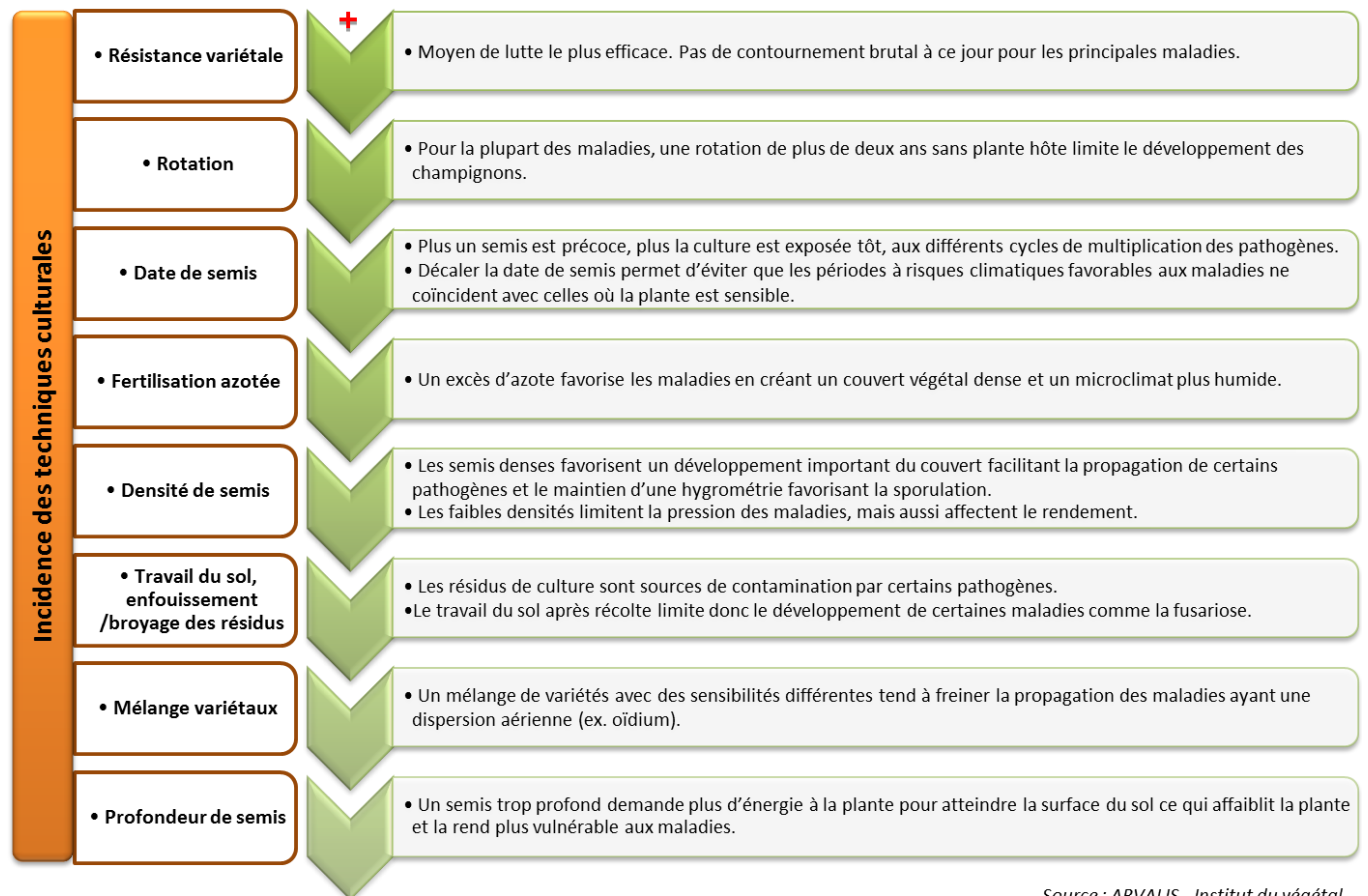 Incidence des techniques culturales
+
• Résistance variétale
• Moyen de lutte le plus efficace. Pas de contournement brutal à ce jour pour les principales maladies.
• Rotation
• Pour la plupart des maladies, une rotation de plus de deux ans sans plante hôte limite le développement des
champignons.
• Date de semis
• Plus un semis est précoce, plus la culture est exposée tôt, aux différents cycles de multiplication des pathogènes.
• Décaler la date de semis permet d’éviter que les périodes à risques climatiques favorables aux maladies ne
coïncident avec celles où la plante est sensible.
• Fertilisation azotée
• Un excès d’azote favorise les maladies en créant un couvert végétal dense et un microclimat plus humide.
• Densité de semis
• Les semis denses favorisent un développement important du couvert facilitant la propagation de certains
pathogènes et le maintien d’une hygrométrie favorisant la sporulation.
• Les faibles densités limitent la pression des maladies, mais aussi affectent le rendement.
• Travail du sol,
enfouissement
/broyage des résidus
• Les résidus de culture sont sources de contamination par certains pathogènes.
•Le travail du sol après récolte limite donc le développement de certaines maladies comme la fusariose.
• Mélange variétaux
• Un mélange de variétés avec des sensibilités différentes tend à freiner la propagation des maladies ayant une
dispersion aérienne (ex. oïdium).
• Profondeur de semis
• Un semis trop profond demande plus d’énergie à la plante pour atteindre la surface du sol ce qui affaiblit la plante
et la rend plus vulnérable aux maladies.
Source : ARVALIS - Institut du végétal